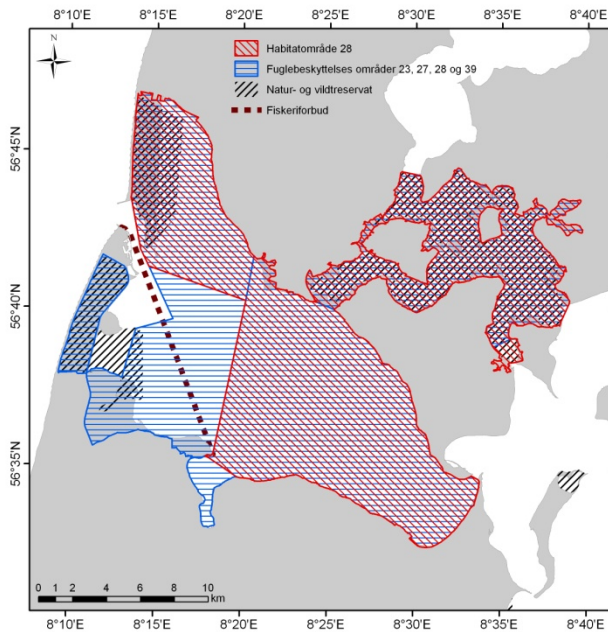 8°10'E 8°15'E 8°20'E 8°25'E 8°30'E 8°35'E 8°40'E
N
Habitatområde 28
Fuglebeskyttelses områder 23, 27, 28 og 39
Natur- og vildtreservat
Fiskeriforbud
56°45'N
56°40'N
56°35'N
0 1 2 4 6 8 10
km
8°10'E 8°15'E 8°20'E 8°25'E 8°30'E 8°35'E 8°40'E